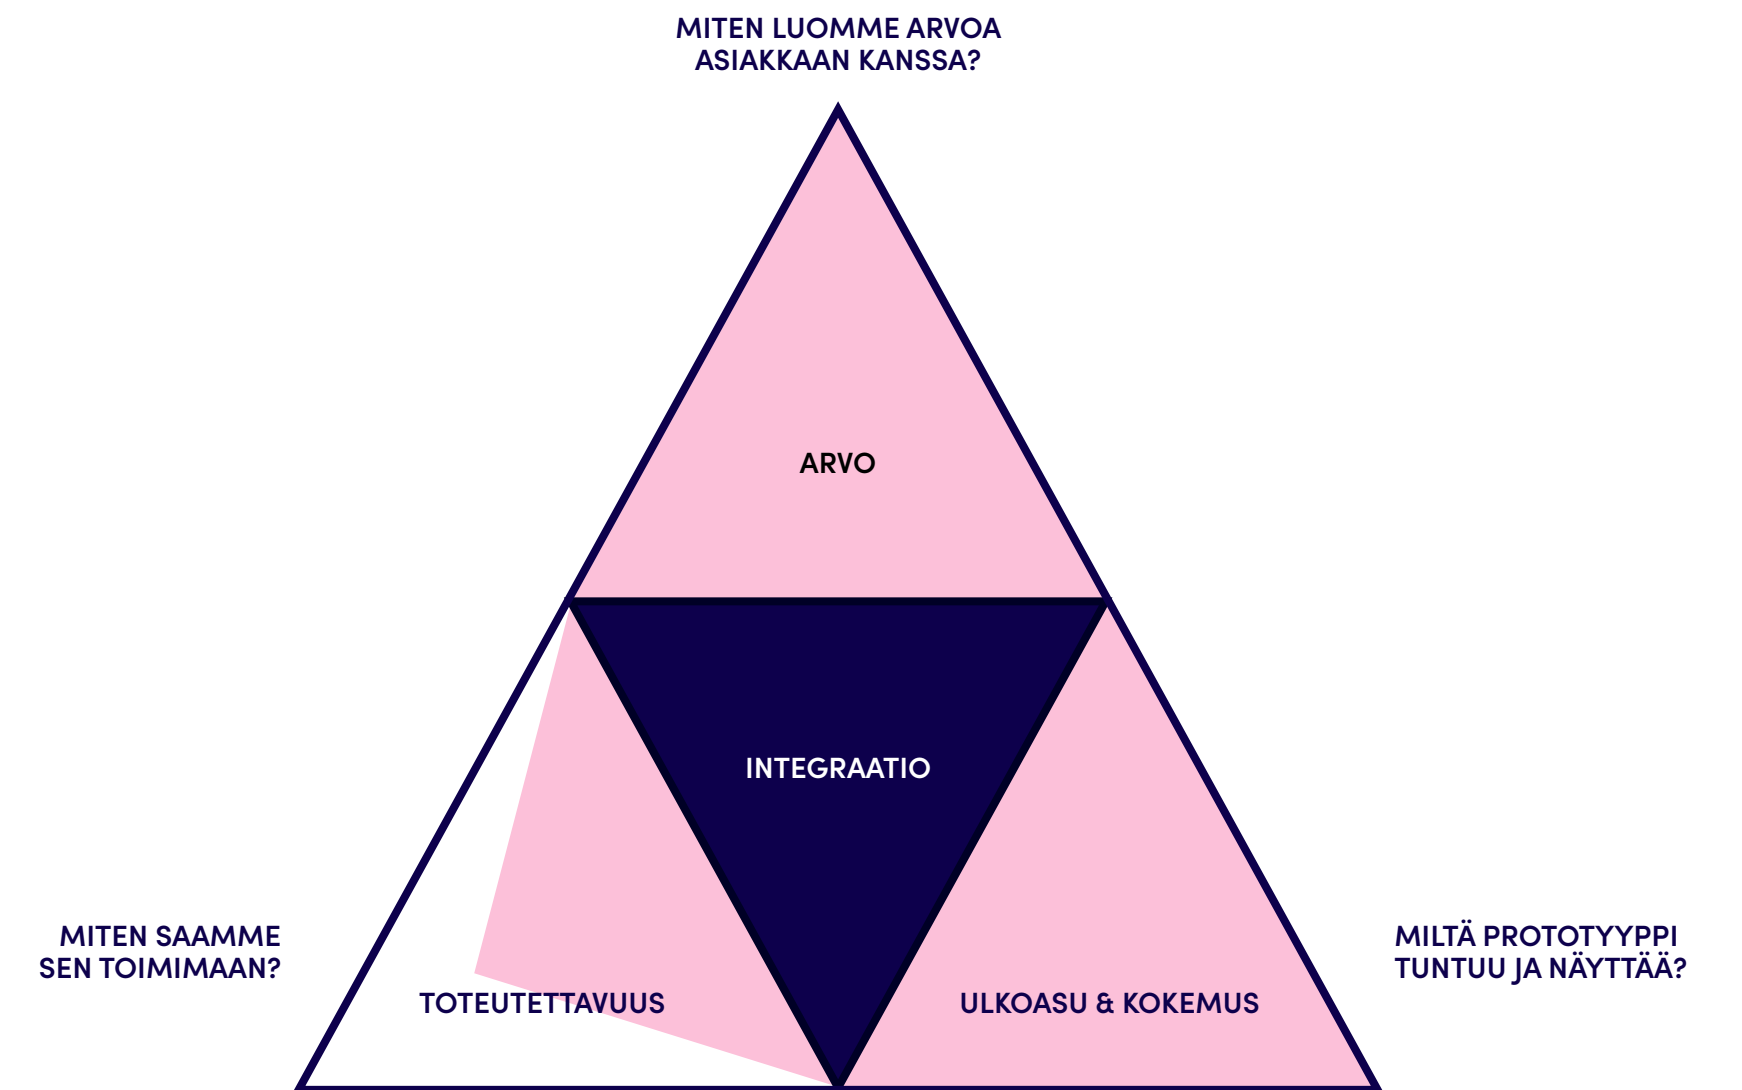 MITEN LUOMME ARVOA
ASIAKKAAN KANSSA?
ARVO
INTEGRAATIO
MITEN SAAMME
SEN TOIMIMAAN?
MILTÄ PROTOTYYPPI
TUNTUU JA NÄYTTÄÄ?
TOTEUTETTAVUUS
ULKOASU & KOKEMUS